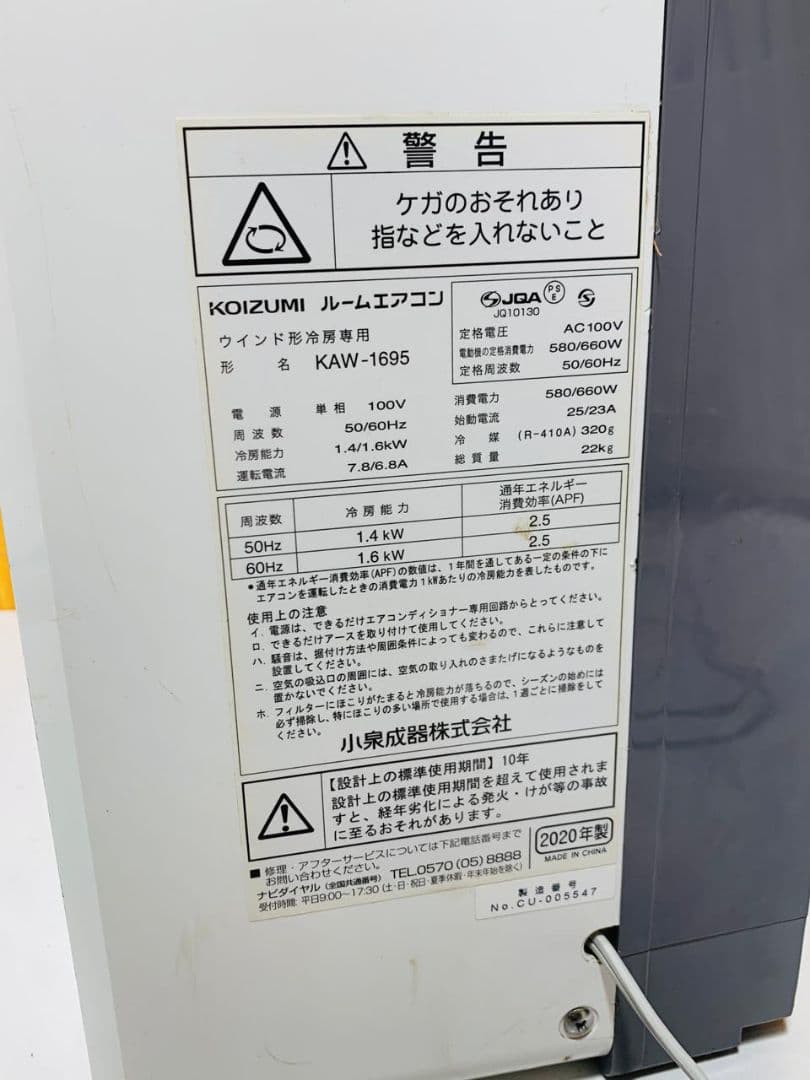 警告
ケガのおそれあり
指などを入れないこと
KOIZUMI ルームエアコン
ウインド形冷房専用
形名 KAW-1695
電源 単相 100V
周波数 50/60Hz
冷房能力 1.4/1.6kW
運転電流 7.8/6.8A
JQA PSE S
JQ10130
定格電圧 AC100V
電動機の定格消費電力 580/660W
定格周波数 50/60Hz
消費電力 580/660W
始動電流 25/23A
冷媒 (R-410A) 320g
総質量 22kg
周波数 冷房能力 通年エネルギー
消費効率(APF)
50Hz 1.4 kW 2.5
60Hz 1.6 kW 2.5
●通年エネルギー消費効率(APF)の数値は、1年間を通してある一定の条件の下に
エアコンを運転したときの消費電力1kWあたりの冷房能力を表したものです。
使用上の注意
イ. 電源は、できるだけエアコンディショナー専用回路からとってください。
ロ. できるだけアースを取り付けて使用してください。
ハ. 騒音は、据付け方法や周囲条件によっても変わるので、これらに注意して
設置してください。
ニ. 空気の吸込口の周囲には、空気の取り入れのさまたげになるようなものを
置かないでください。
ホ. フィルターにほこりがたまると冷房能力が落ちるので、シーズンの始めには
必ず掃除し、特にほこりの多い場所で使用する場合は、1週ごとに掃除をして
ください。
小泉成器株式会社
【設計上の標準使用期間】10年
設計上の標準使用期間を超えて使用されま
すと、経年劣化による発火・けが等の事故
に至るおそれがあります。
■ 修理・アフターサービスについては下記電話番号まで
お問い合わせください。
ナビダイヤル(全国共通番号) TEL0570(05)8888
受付時間: 平日9:00~17:30 (土・日・祝日・夏季休暇・年末年始を除く)
2020年製
MADE IN CHINA
製造番号
No.CU-005547